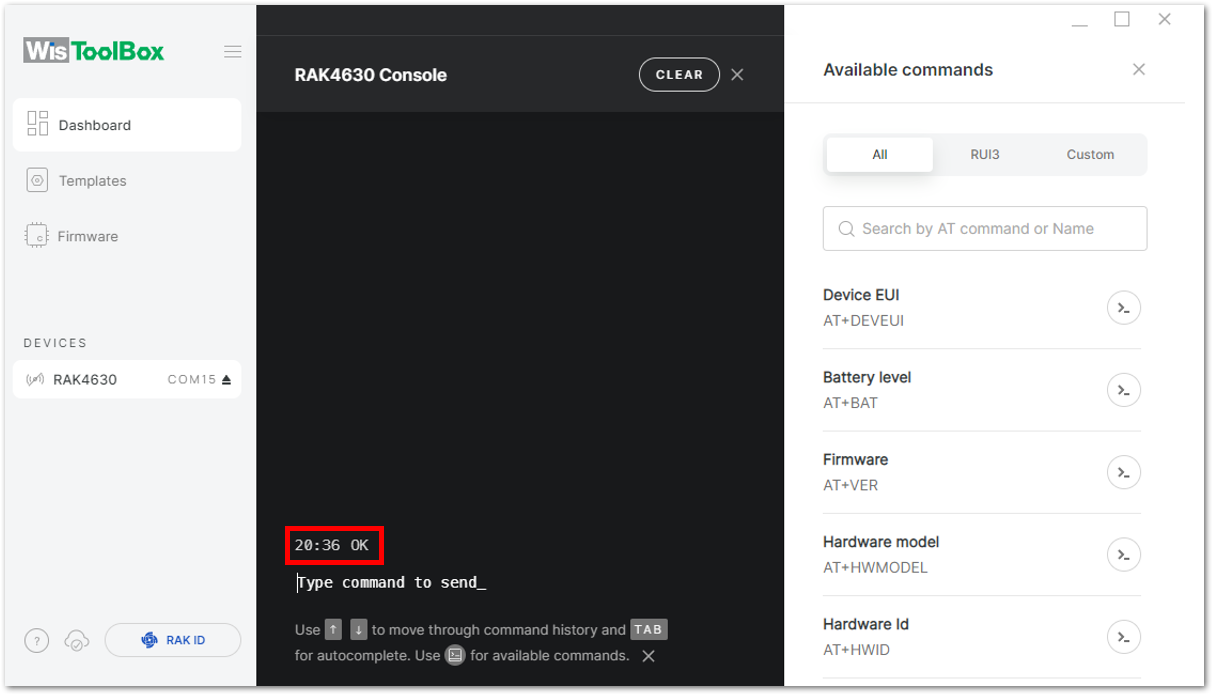 WisToolBox
Dashboard
Templates
Firmware
DEVICES
RAK4630 COM15
?
RAK ID
RAK4630 Console
CLEAR
20:36 OK
Type command to send_
Use ↑ ↓ to move through command history and TAB
for autocomplete. Use for available commands.
Available commands
All RUI3 Custom
Search by AT command or Name
Device EUI
AT+DEVEUI
Battery level
AT+BAT
Firmware
AT+VER
Hardware model
AT+HWMODEL
Hardware Id
AT+HWID